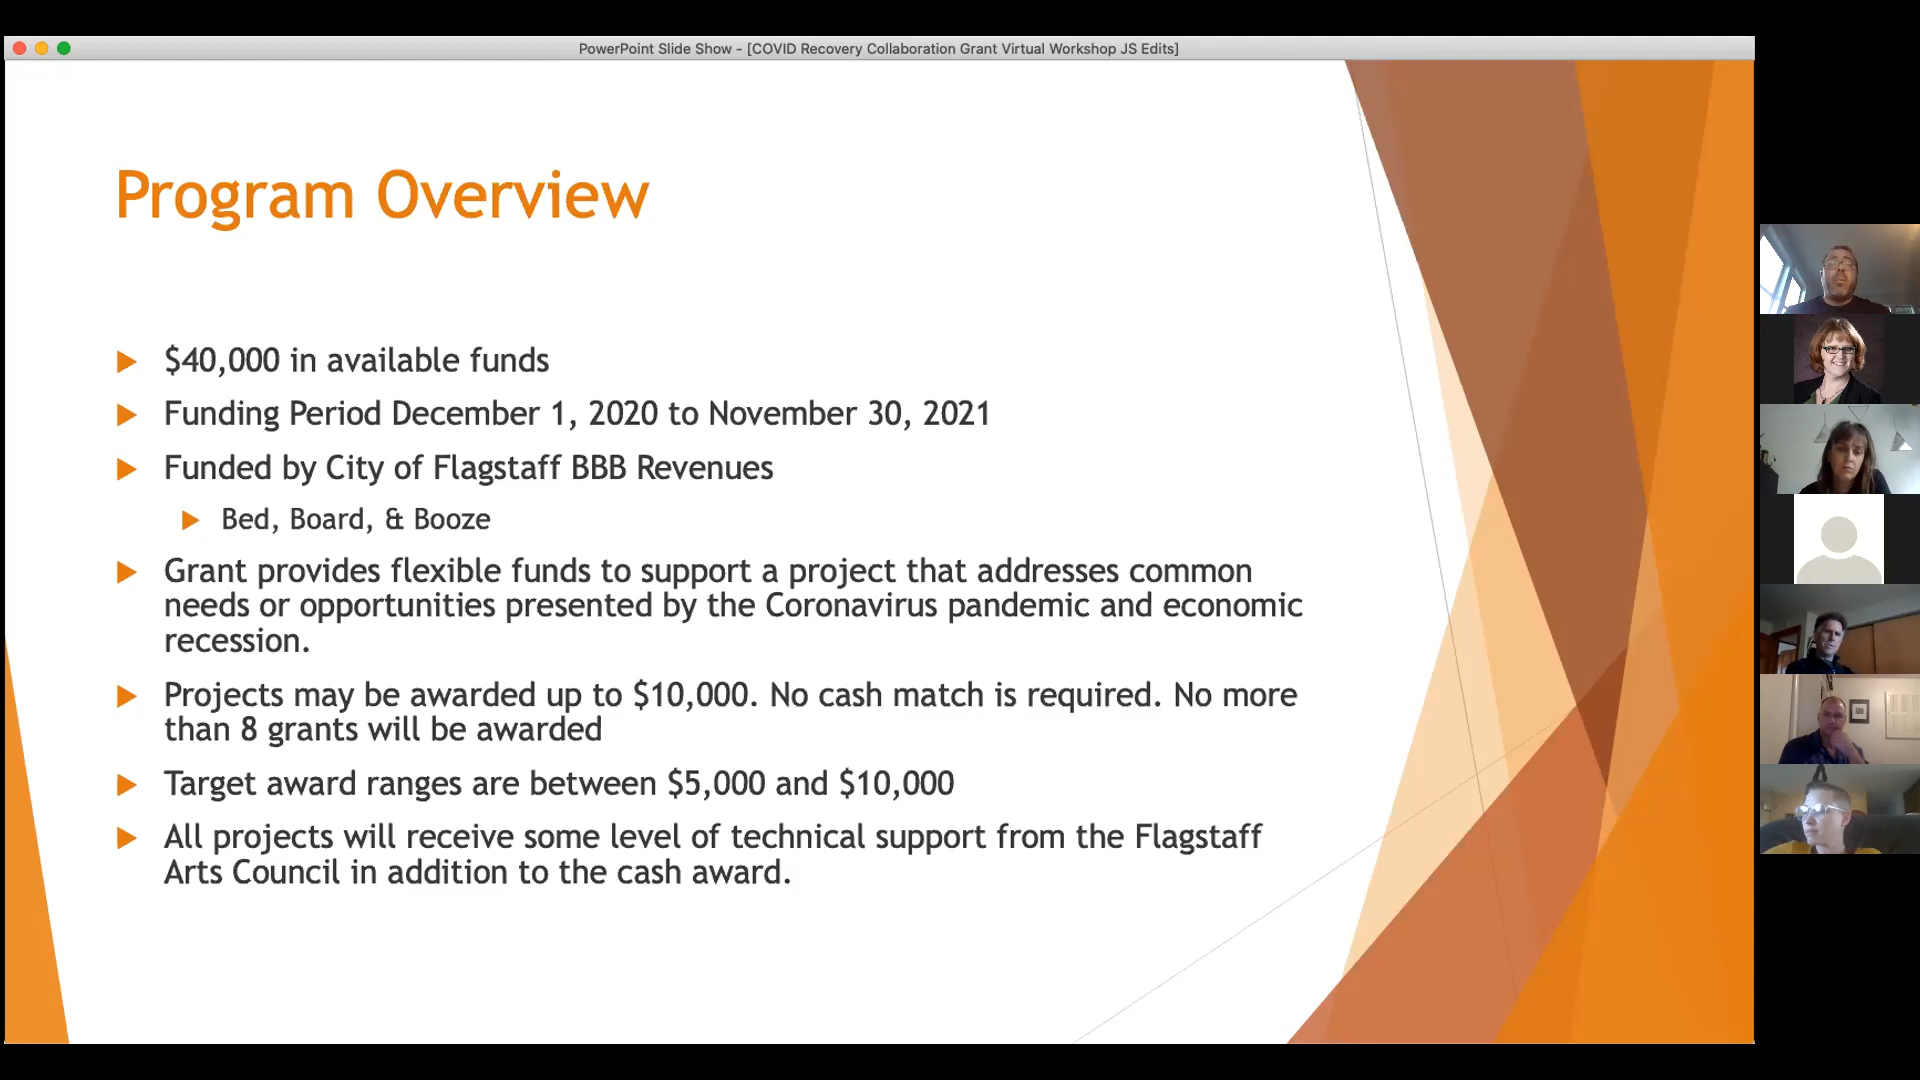 PowerPoint Slide Show - [COVID Recovery Collaboration Grant Virtual Workshop JS Edits]
Program Overview
$40,000 in available funds
Funding Period December 1, 2020 to November 30, 2021
Funded by City of Flagstaff BBB Revenues
Bed, Board, & Booze
Grant provides flexible funds to support a project that addresses common
needs or opportunities presented by the Coronavirus pandemic and economic
recession.
Projects may be awarded up to $10,000. No cash match is required. No more
than 8 grants will be awarded
Target award ranges are between $5,000 and $10,000
All projects will receive some level of technical support from the Flagstaff
Arts Council in addition to the cash award.